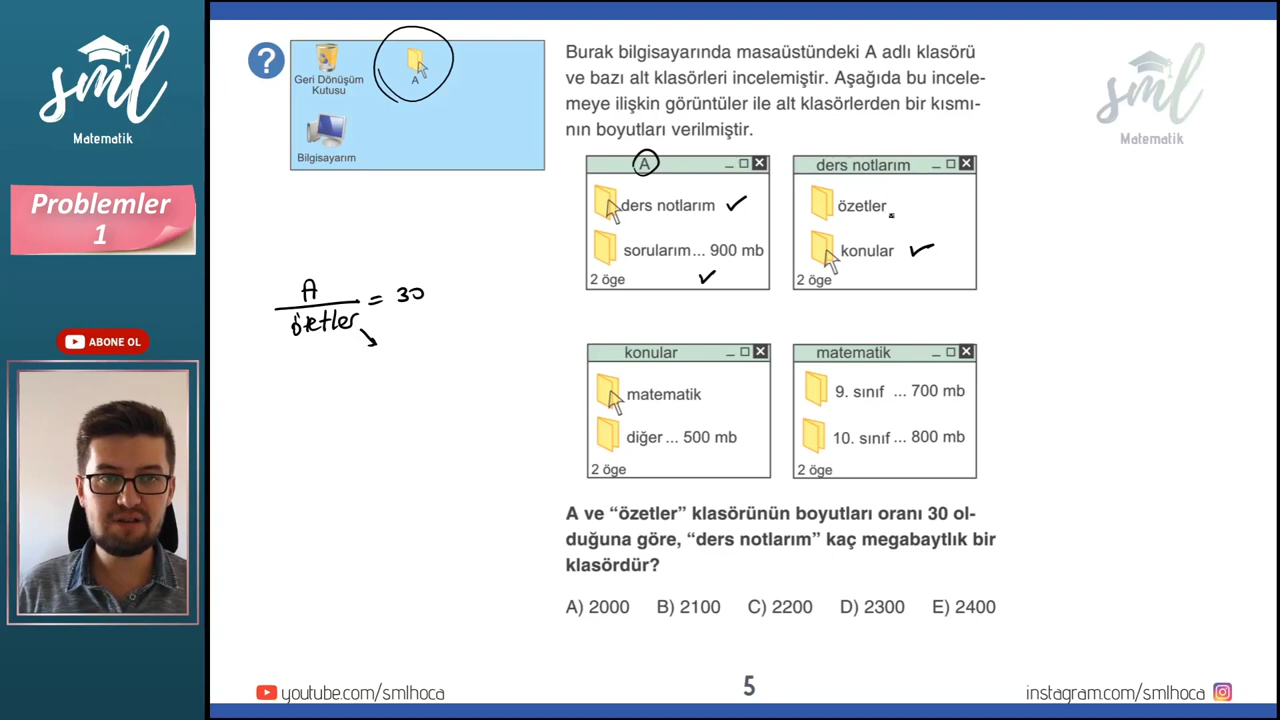 sml
Matematik
Problemler
1
ABONE OL
?
Geri Dönüşüm
Kutusu
A
Bilgisayarım
A
özetler
= 30
Burak bilgisayarında masaüstündeki A adlı klasörü
ve bazı alt klasörleri incelemiştir. Aşağıda bu incele-
meye ilişkin görüntüler ile alt klasörlerden bir kısmı-
nın boyutları verilmiştir.
A
ders notlarım
sorularım... 900 mb
2 öge
ders notlarım
özetler
konular
2 öge
konular
matematik
diğer ... 500 mb
2 öge
matematik
9. sınıf ... 700 mb
10. sınıf ... 800 mb
2 öge
A ve “özetler” klasörünün boyutları oranı 30 ol-
duğuna göre, “ders notlarım” kaç megabaytlık bir
klasördür?
A) 2000 B) 2100 C) 2200 D) 2300 E) 2400
sml
Matematik
youtube.com/smlhoca
5
instagram.com/smlhoca